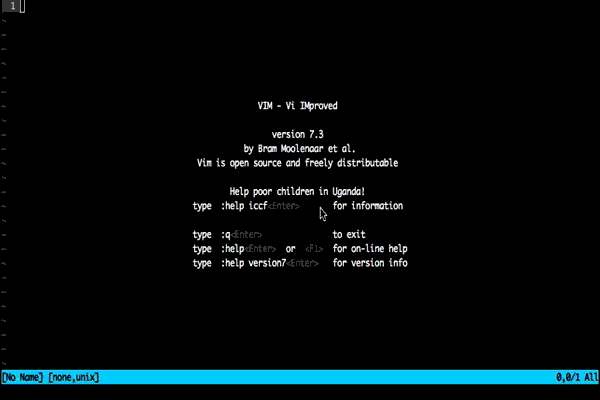 1
~
~
~
~
~
~
VIM - Vi IMproved
~
~
version 7.3
~
by Bram Moolenaar et al.
~
Vim is open source and freely distributable
~
~
Help poor children in Uganda!
~
type :help iccf<Enter> for information
~
~
type :q<Enter> to exit
~
type :help<Enter> or <F1> for on-line help
~
type :help version7<Enter> for version info
~
~
~
~
~
~
~
[No Name] [none,unix] 0,0/1 All